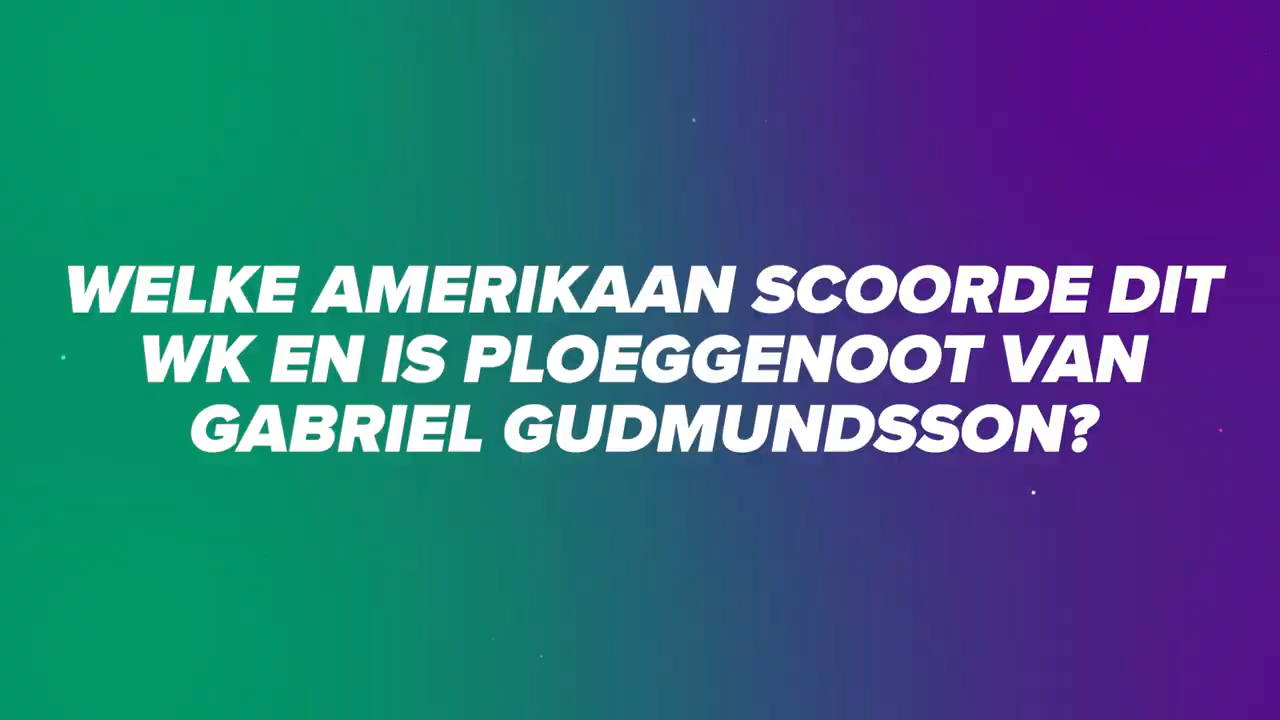 WELKE AMERIKAAN SCOORDE DIT
WK EN IS PLOEGGENOOT VAN
GABRIEL GUDMUNDSSON?